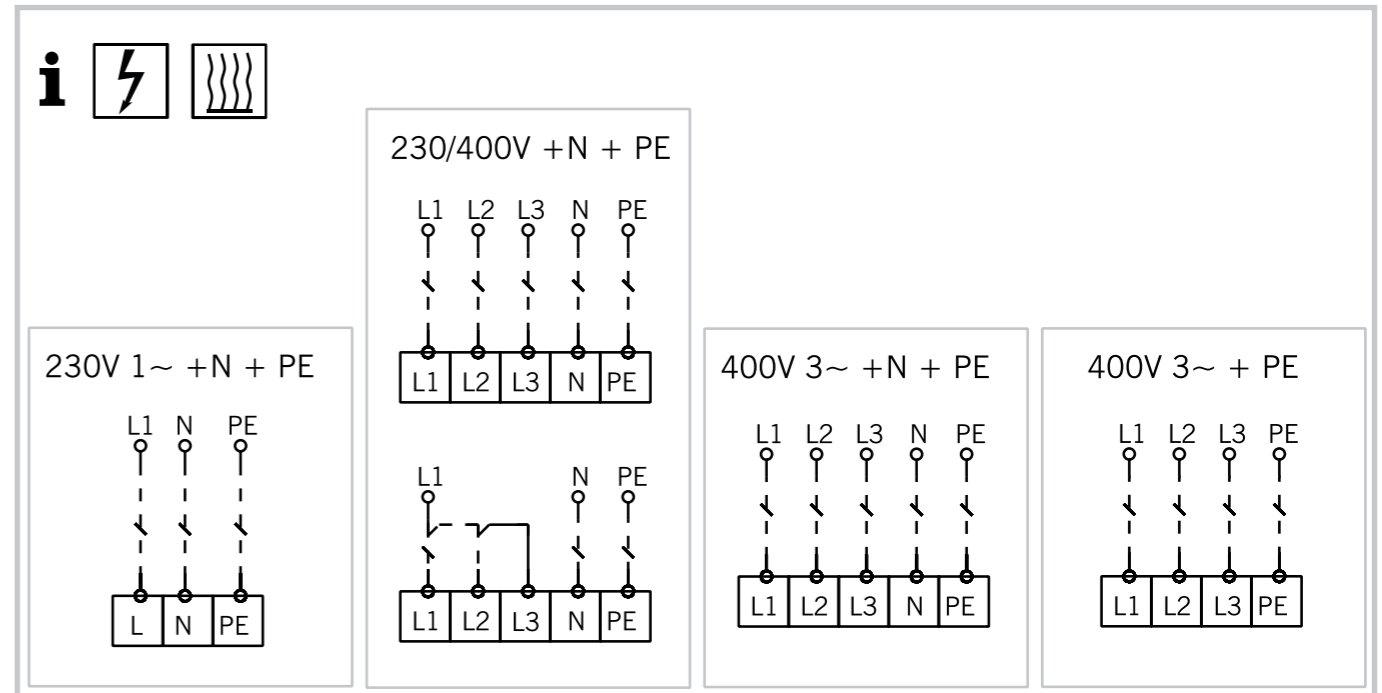 i
230V 1~ +N + PE
L1 N PE
L N PE
230/400V +N + PE
L1 L2 L3 N PE
L1 L2 L3 N PE
L1 N PE
L1 L2 L3 N PE
400V 3~ +N + PE
L1 L2 L3 N PE
L1 L2 L3 N PE
400V 3~ + PE
L1 L2 L3 PE
L1 L2 L3 PE